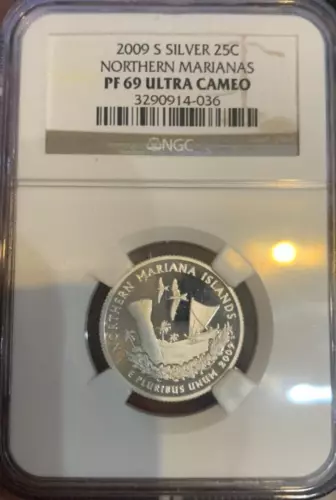 2009 S SILVER 25C
NORTHERN MARIANAS
PF 69 ULTRA CAMEO
3290914-036
NGC
NORTHERN MARIANA ISLANDS
2009
E PLURIBUS UNUM